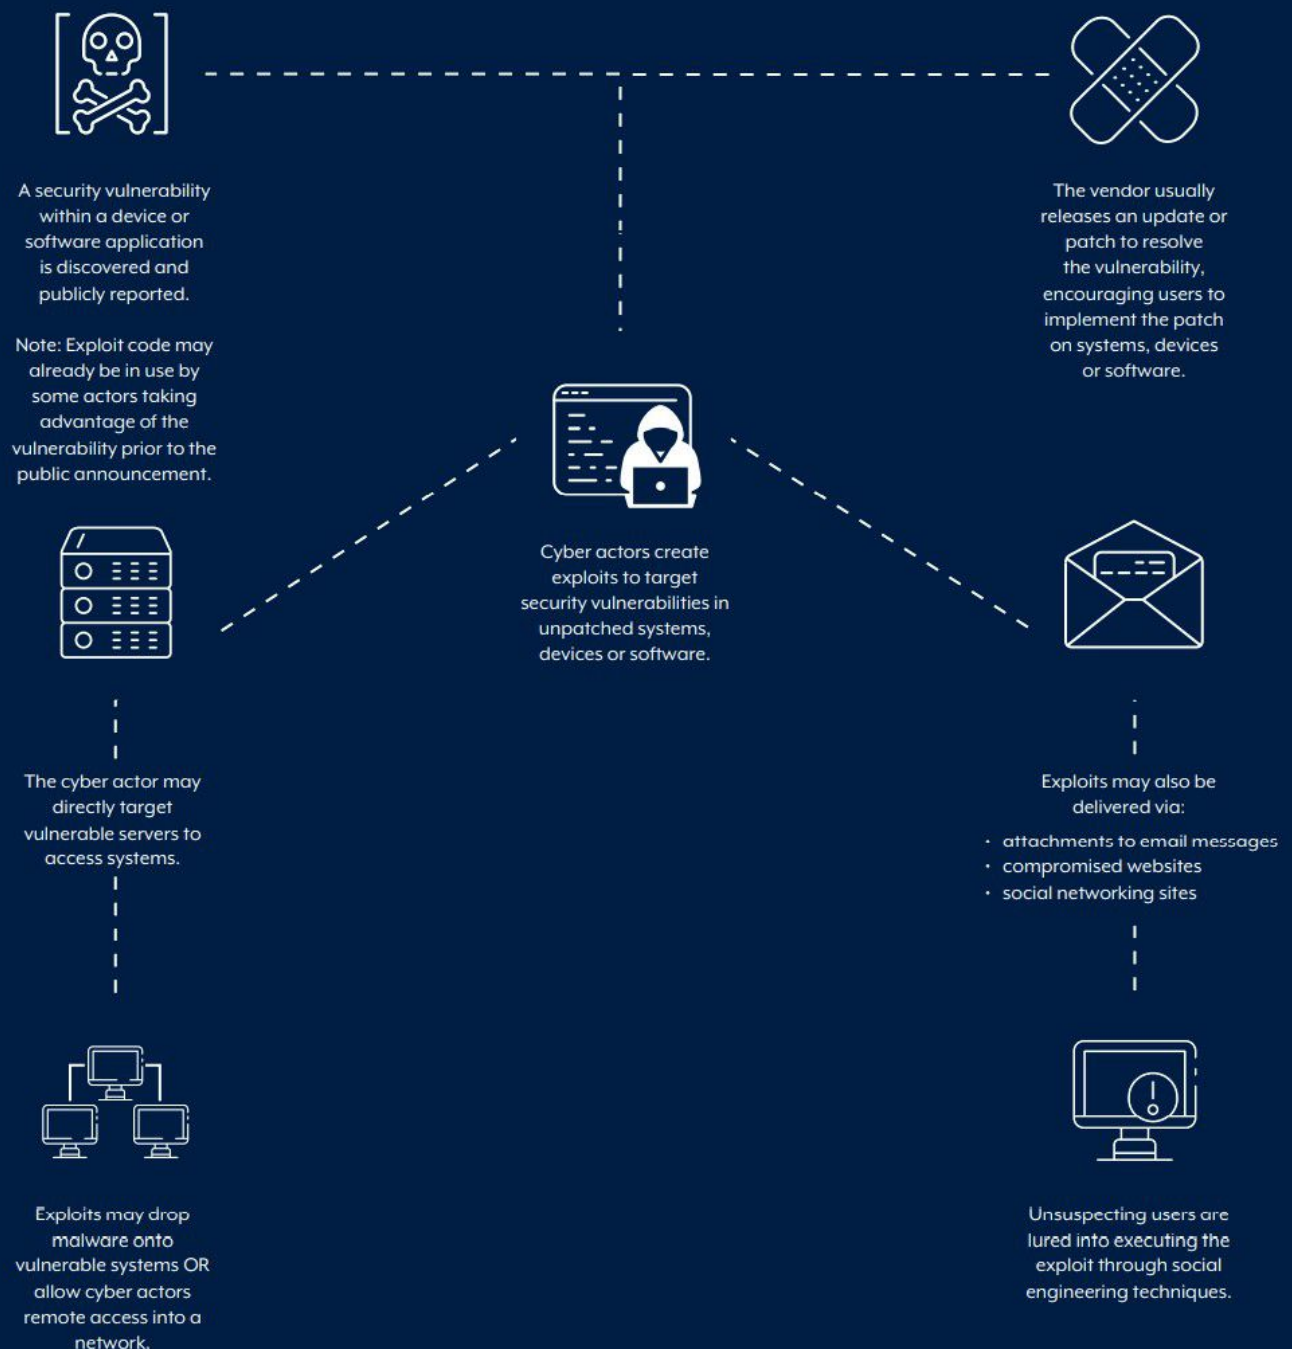 A security vulnerability
within a device or
software application
is discovered and
publicly reported.
Note: Exploit code may
already be in use by
some actors taking
advantage of the
vulnerability prior to the
public announcement.
The vendor usually
releases an update or
patch to resolve
the vulnerability,
encouraging users to
implement the patch
on systems, devices
or software.
Cyber actors create
exploits to target
security vulnerabilities in
unpatched systems,
devices or software.
The cyber actor may
directly target
vulnerable servers to
access systems.
Exploits may also be
delivered via:
· attachments to email messages
· compromised websites
· social networking sites
Exploits may drop
malware onto
vulnerable systems OR
allow cyber actors
remote access into a
network.
Unsuspecting users are
lured into executing the
exploit through social
engineering techniques.